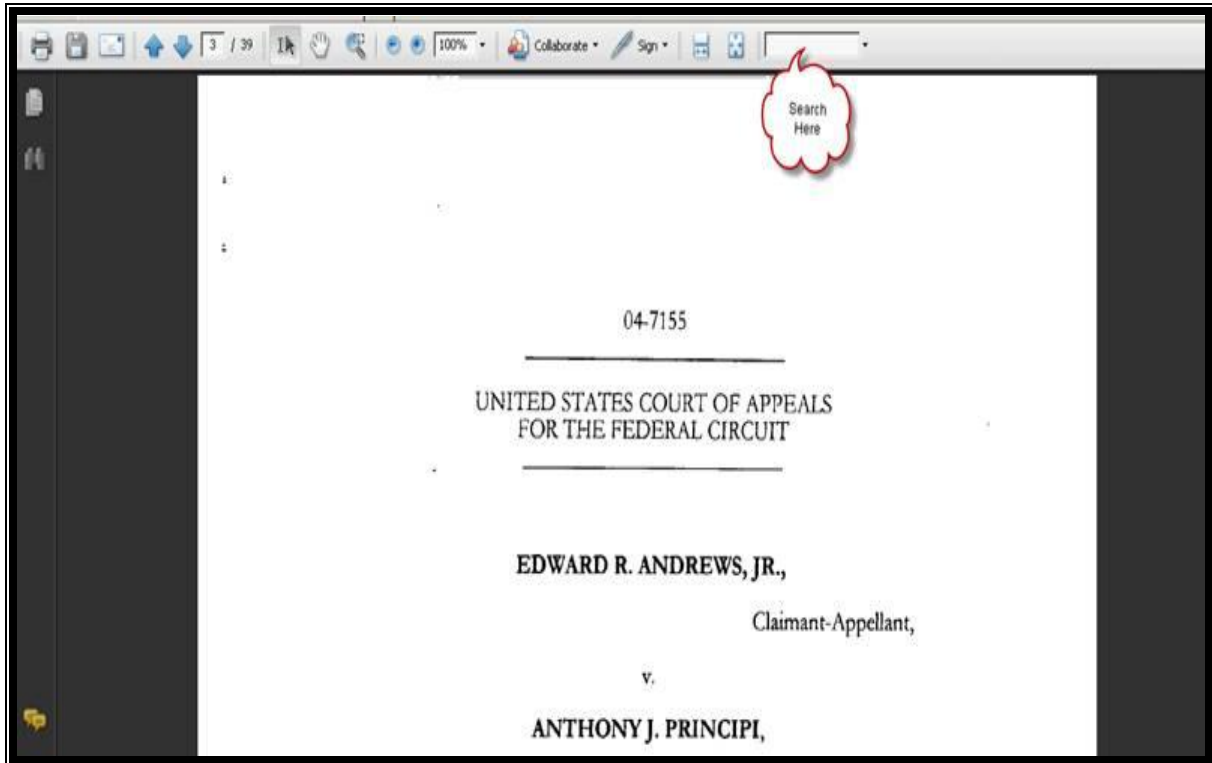 3 / 39 100% Collaborate Sign
Search
Here
04-7155
UNITED STATES COURT OF APPEALS
FOR THE FEDERAL CIRCUIT
EDWARD R. ANDREWS, JR.,
Claimant-Appellant,
v.
ANTHONY J. PRINCIPI,